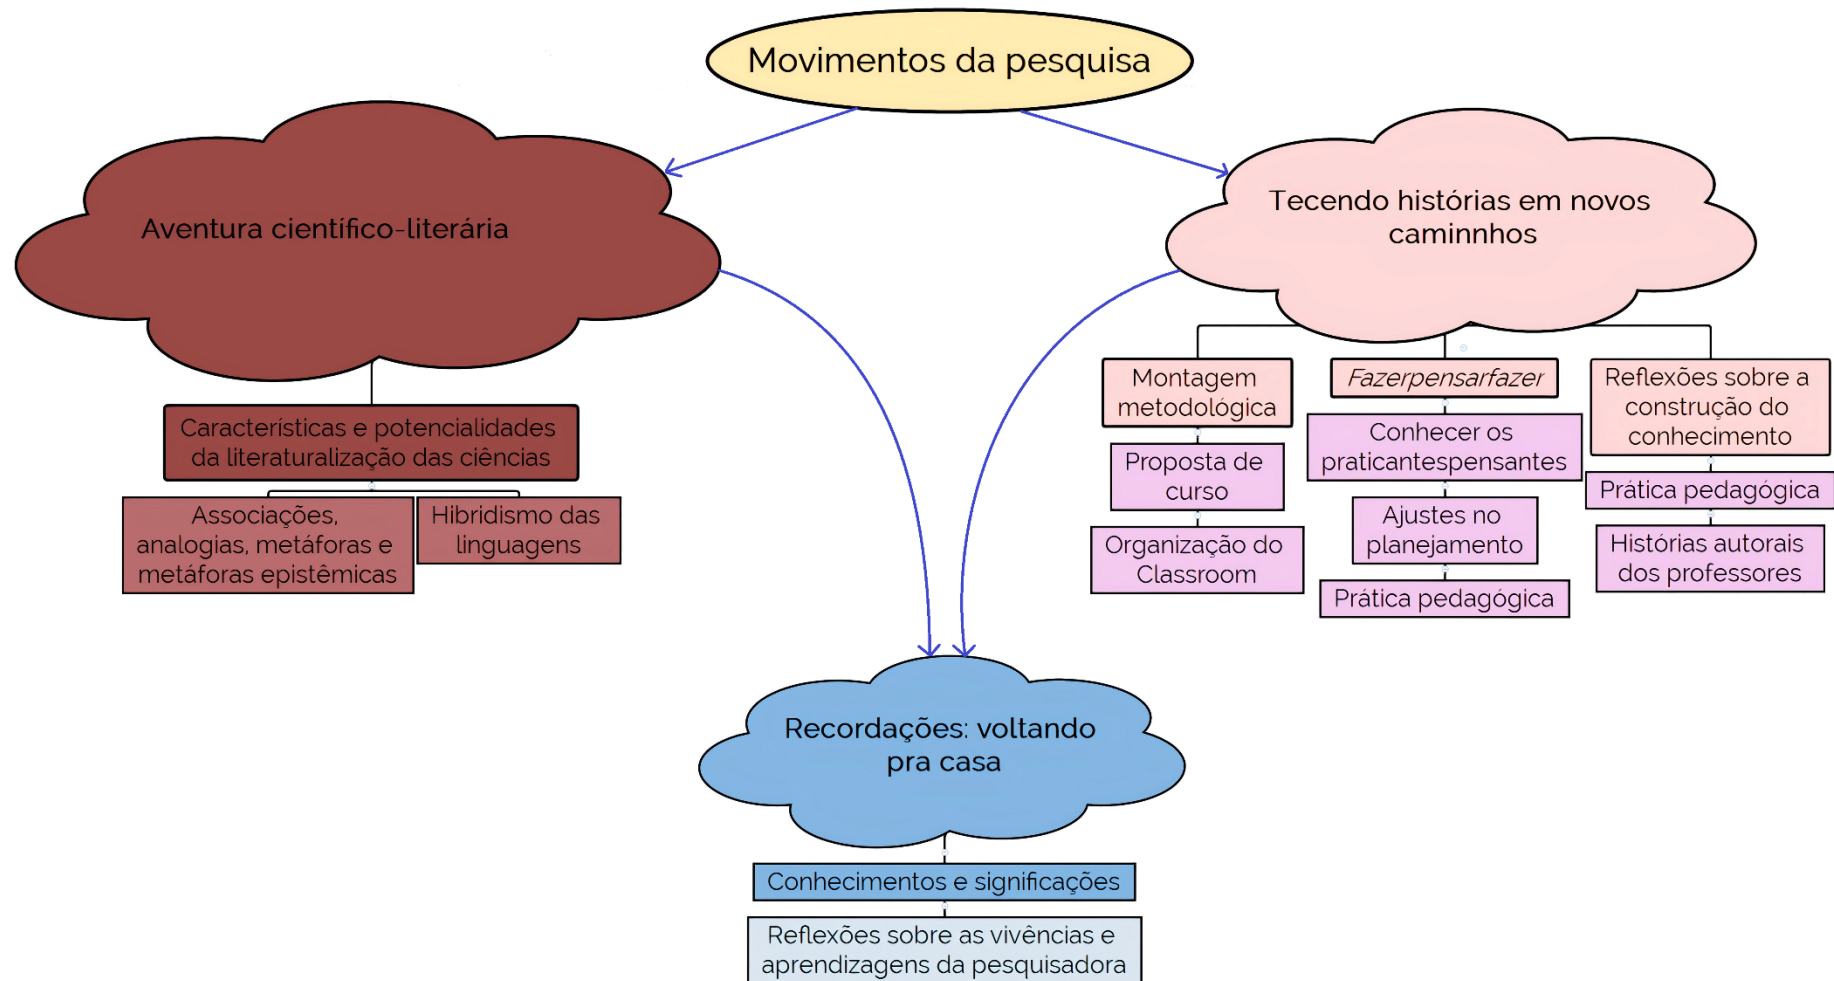 Movimentos da pesquisa
Aventura científico-literária
Características e potencialidades
da literaturalização das ciências
Associações,
analogias, metáforas e
metáforas epistêmicas
Hibridismo das
linguagens
Tecendo histórias em novos
caminnhos
Montagem
metodológica
Proposta de
curso
Organização do
Classroom
Fazerpensarfazer
Conhecer os
praticantespensantes
Ajustes no
planejamento
Prática pedagógica
Reflexões sobre a
construção do
conhecimento
Prática pedagógica
Histórias autorais
dos professores
Recordações: voltando
pra casa
Conhecimentos e significações
Reflexões sobre as vivências e
aprendizagens da pesquisadora